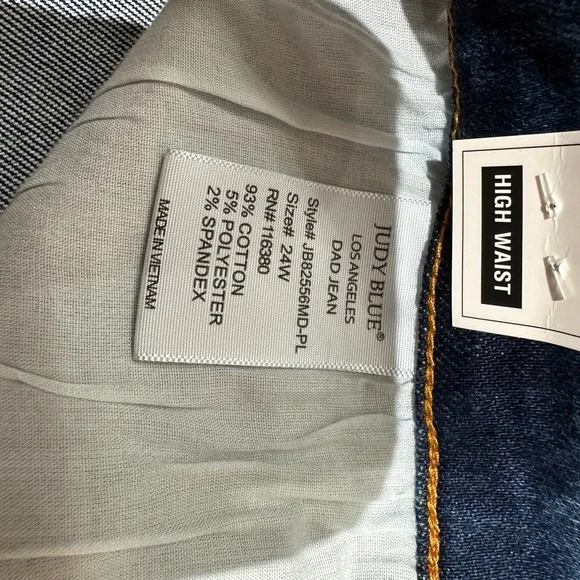 JUDY BLUE®
LOS ANGELES
DAD JEAN
Style# JB82556MD-PL
Size# 24W
RN# 116380
93% COTTON
5% POLYESTER
2% SPANDEX
MADE IN VIETNAM
HIGH WAIST